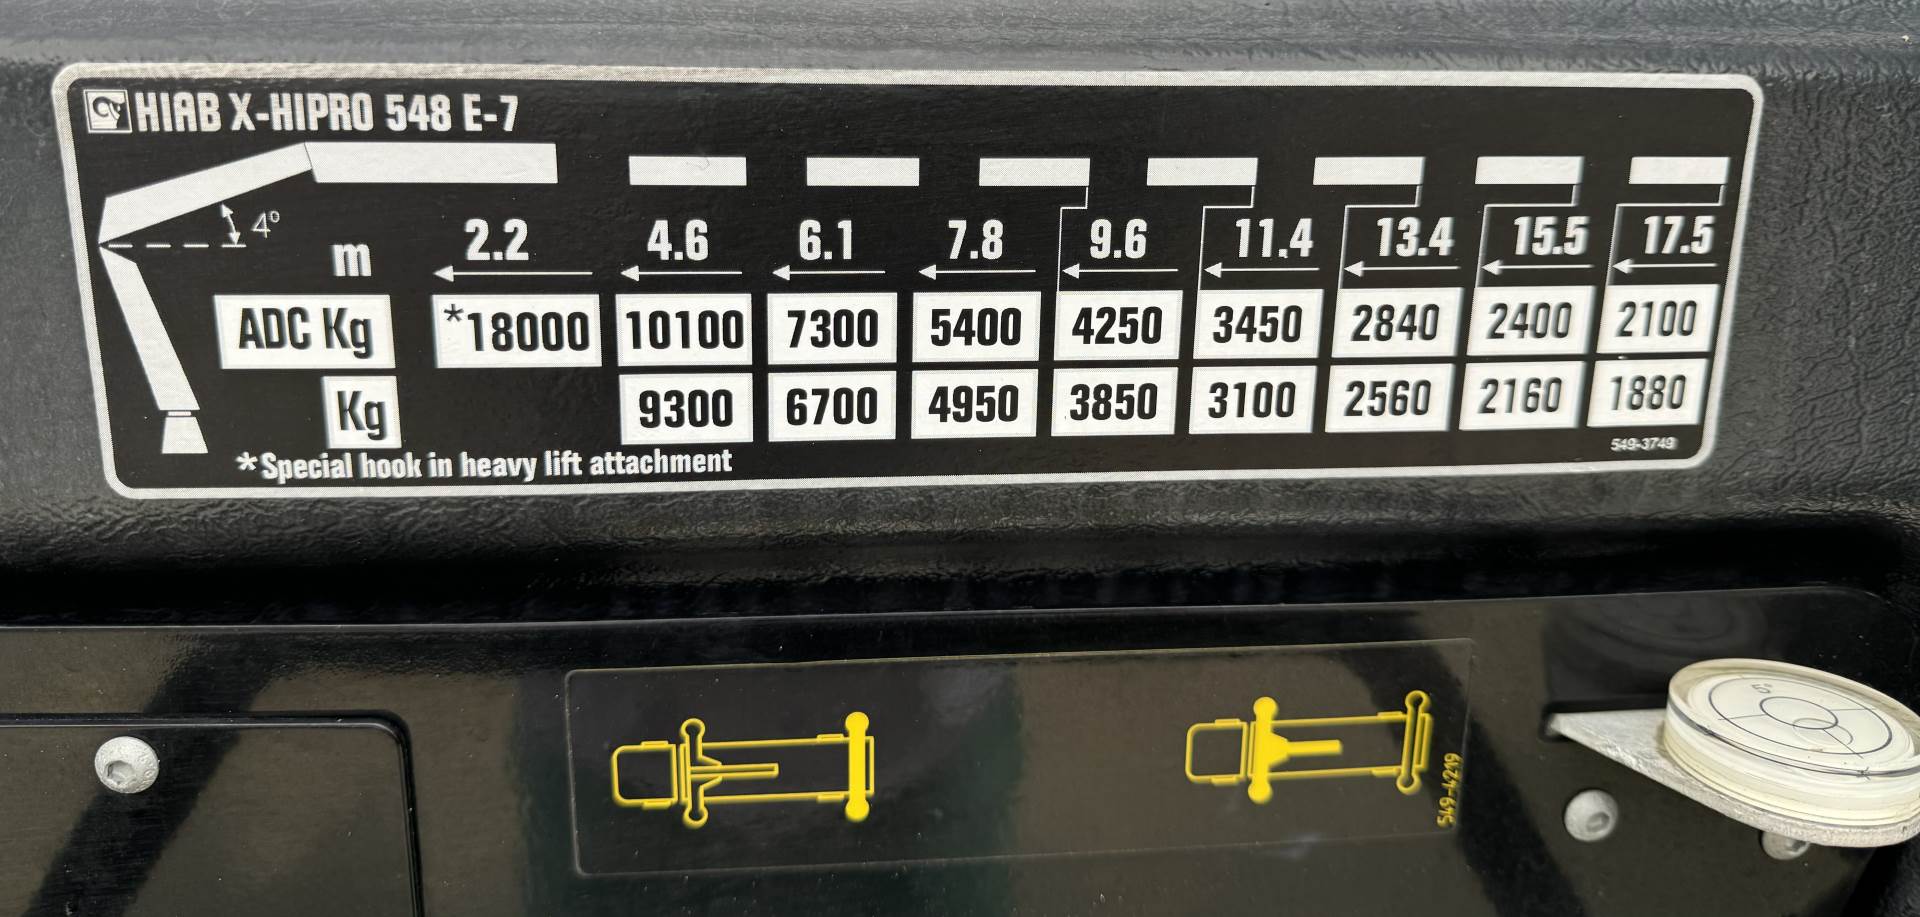 HIAB X-HIPRO 548 E-7
4°
m 2.2 4.6 6.1 7.8 9.6 11.4 13.4 15.5 17.5
ADC Kg *18000 10100 7300 5400 4250 3450 2840 2400 2100
Kg 9300 6700 4950 3850 3100 2560 2160 1880
*Special hook in heavy lift attachment
549-3749
549-4219
5°